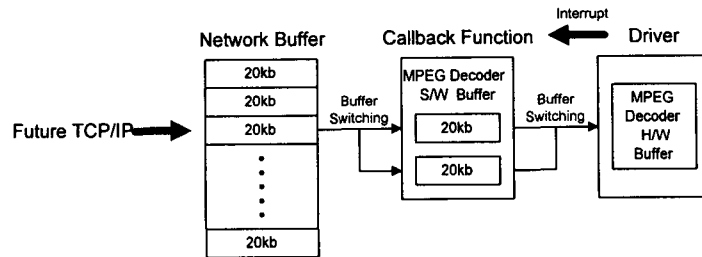 Interrupt
Network Buffer
Callback Function
Driver
20kb
20kb
20kb
20kb
Future TCP/IP
Buffer
Switching
MPEG Decoder
S/W Buffer
20kb
20kb
Buffer
Switching
MPEG
Decoder
H/W
Buffer